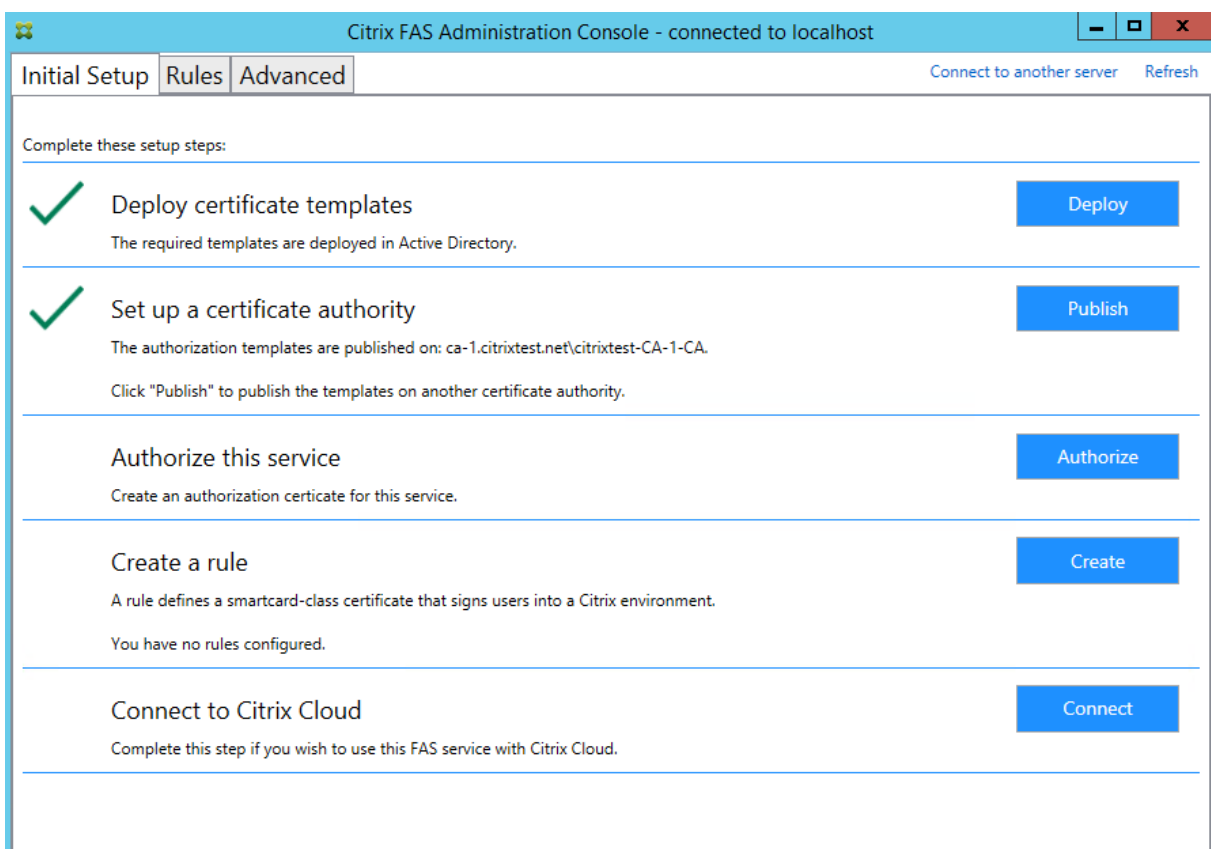 Citrix FAS Administration Console - connected to localhost
Initial Setup Rules Advanced Connect to another server Refresh
Complete these setup steps:
Deploy certificate templates Deploy
The required templates are deployed in Active Directory.
Set up a certificate authority Publish
The authorization templates are published on: ca-1.citrixtest.net\citrixtest-CA-1-CA.
Click "Publish" to publish the templates on another certificate authority.
Authorize this service Authorize
Create an authorization certicate for this service.
Create a rule Create
A rule defines a smartcard-class certificate that signs users into a Citrix environment.
You have no rules configured.
Connect to Citrix Cloud Connect
Complete this step if you wish to use this FAS service with Citrix Cloud.